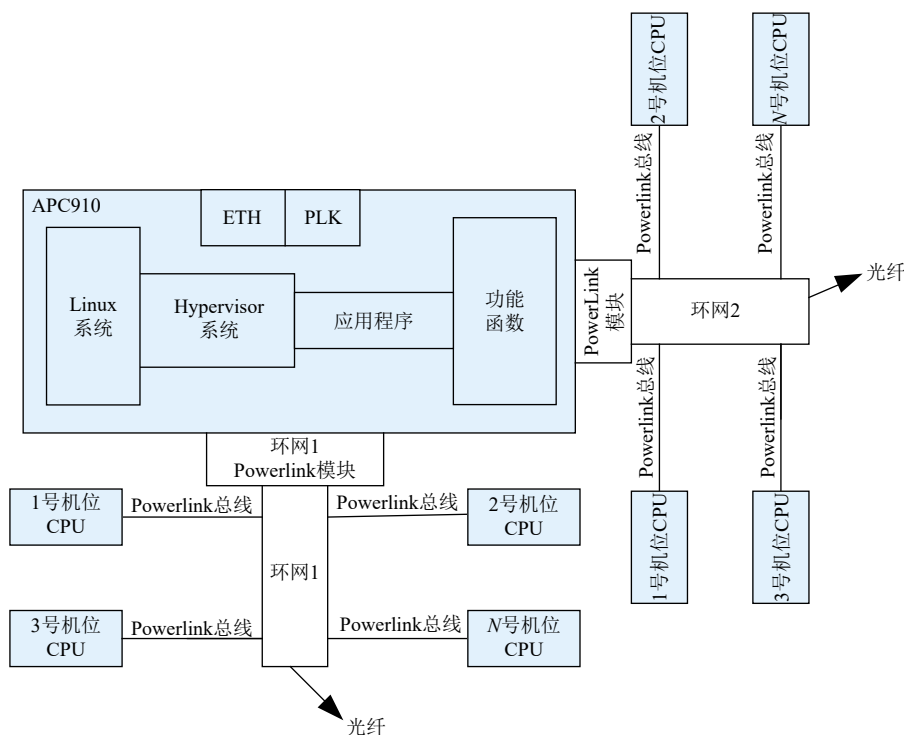 2号机位CPU
N号机位CPU
Powerlink总线
Powerlink总线
APC910
ETH
PLK
Linux
系统
Hypervisor
系统
应用程序
功能
函数
PowerLink
模块
环网2
光纤
Powerlink总线
Powerlink总线
1号机位CPU
3号机位CPU
环网1
Powerlink模块
1号机位
CPU
Powerlink总线
Powerlink总线
2号机位
CPU
环网1
3号机位
CPU
Powerlink总线
Powerlink总线
N号机位
CPU
光纤